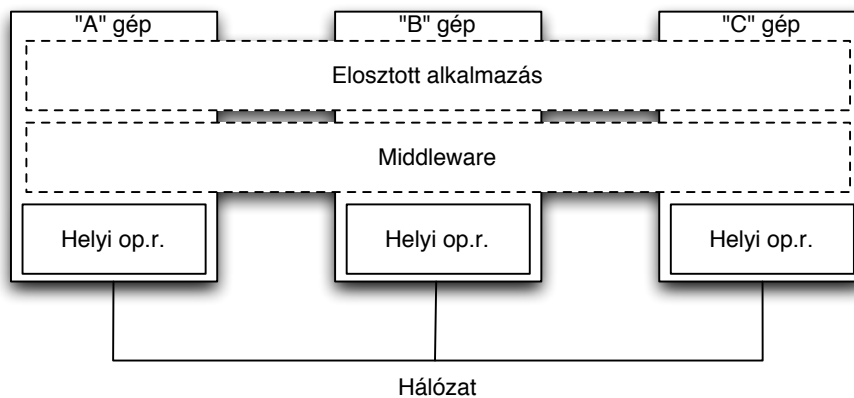 "A" gép
"B" gép
"C" gép
Elosztott alkalmazás
Middleware
Helyi op.r.
Helyi op.r.
Helyi op.r.
Hálózat